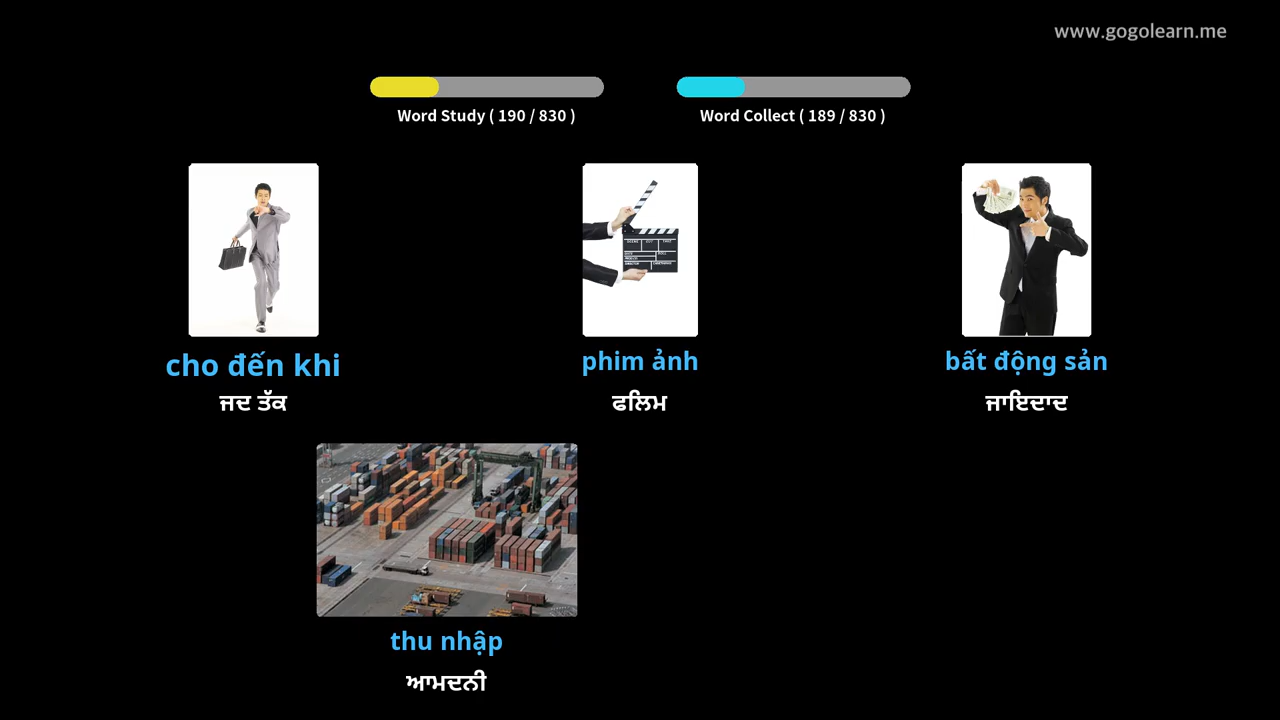 www.gogolearn.me
Word Study ( 190 / 830 )
Word Collect ( 189 / 830 )
cho đến khi
ਜਦ ਤੱਕ
phim ảnh
ਫਲਿਮ
bất động sản
ਜਾਇਦਾਦ
thu nhập
ਆਮਦਨੀ